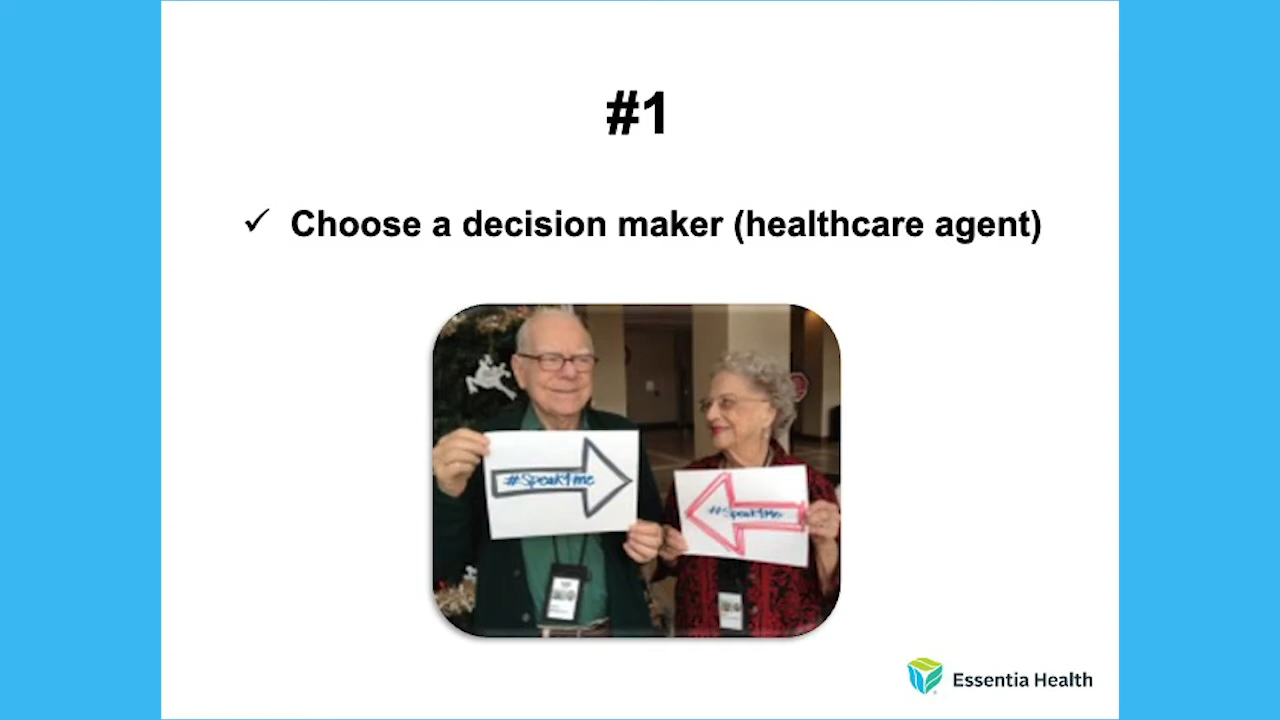 #1
✓ Choose a decision maker (healthcare agent)
#Speak4me
#Speak4Me
Essentia Health